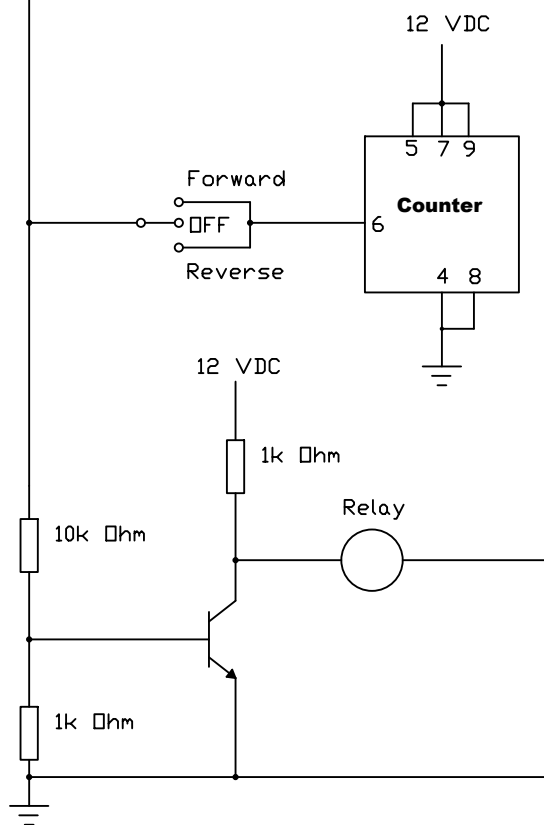 12 VDC
5 7 9
Forward
Counter
OFF
6
Reverse
4 8
12 VDC
1k Ohm
Relay
10k Ohm
1k Ohm